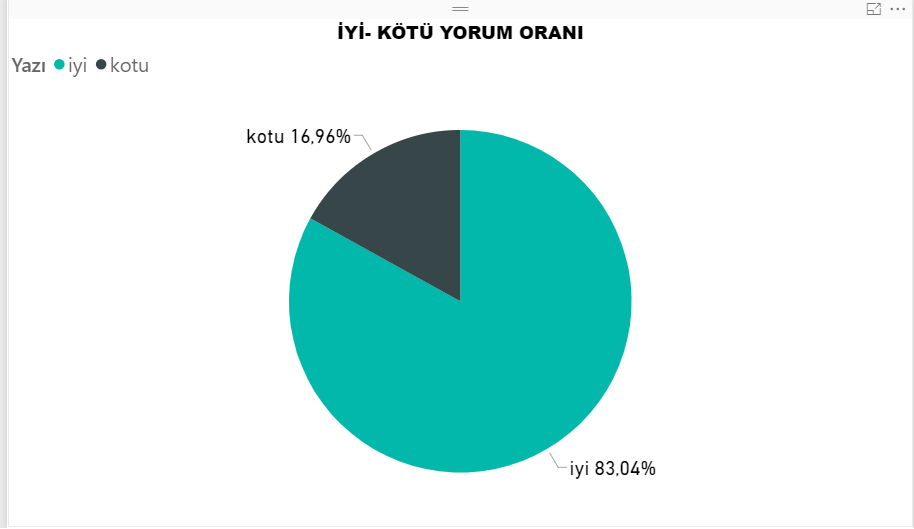 İYİ- KÖTÜ YORUM ORANI
Yazı iyi kotu
kotu 16,96%
iyi 83,04%